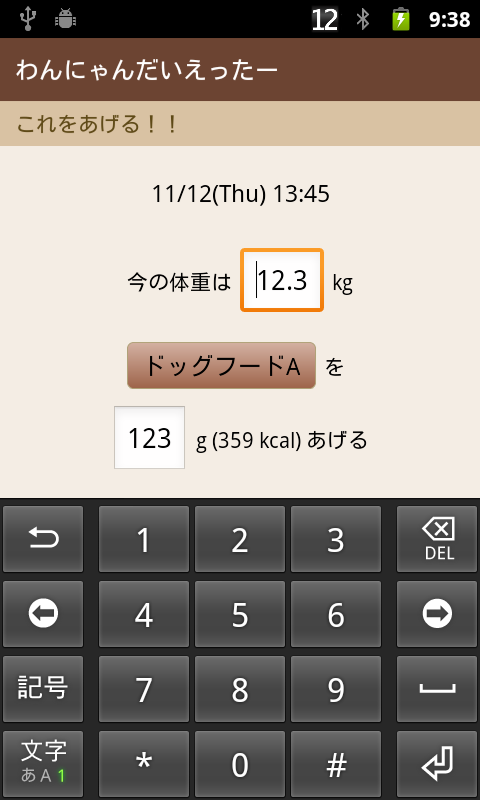 12 9:38
わんにゃんだいえったー
これをあげる！！
11/12(Thu) 13:45
今の体重は 12.3 kg
ドッグフードA を
123 g (359 kcal) あげる
1 2 3 DEL
4 5 6
記号 7 8 9
文字 あA1 * 0 #